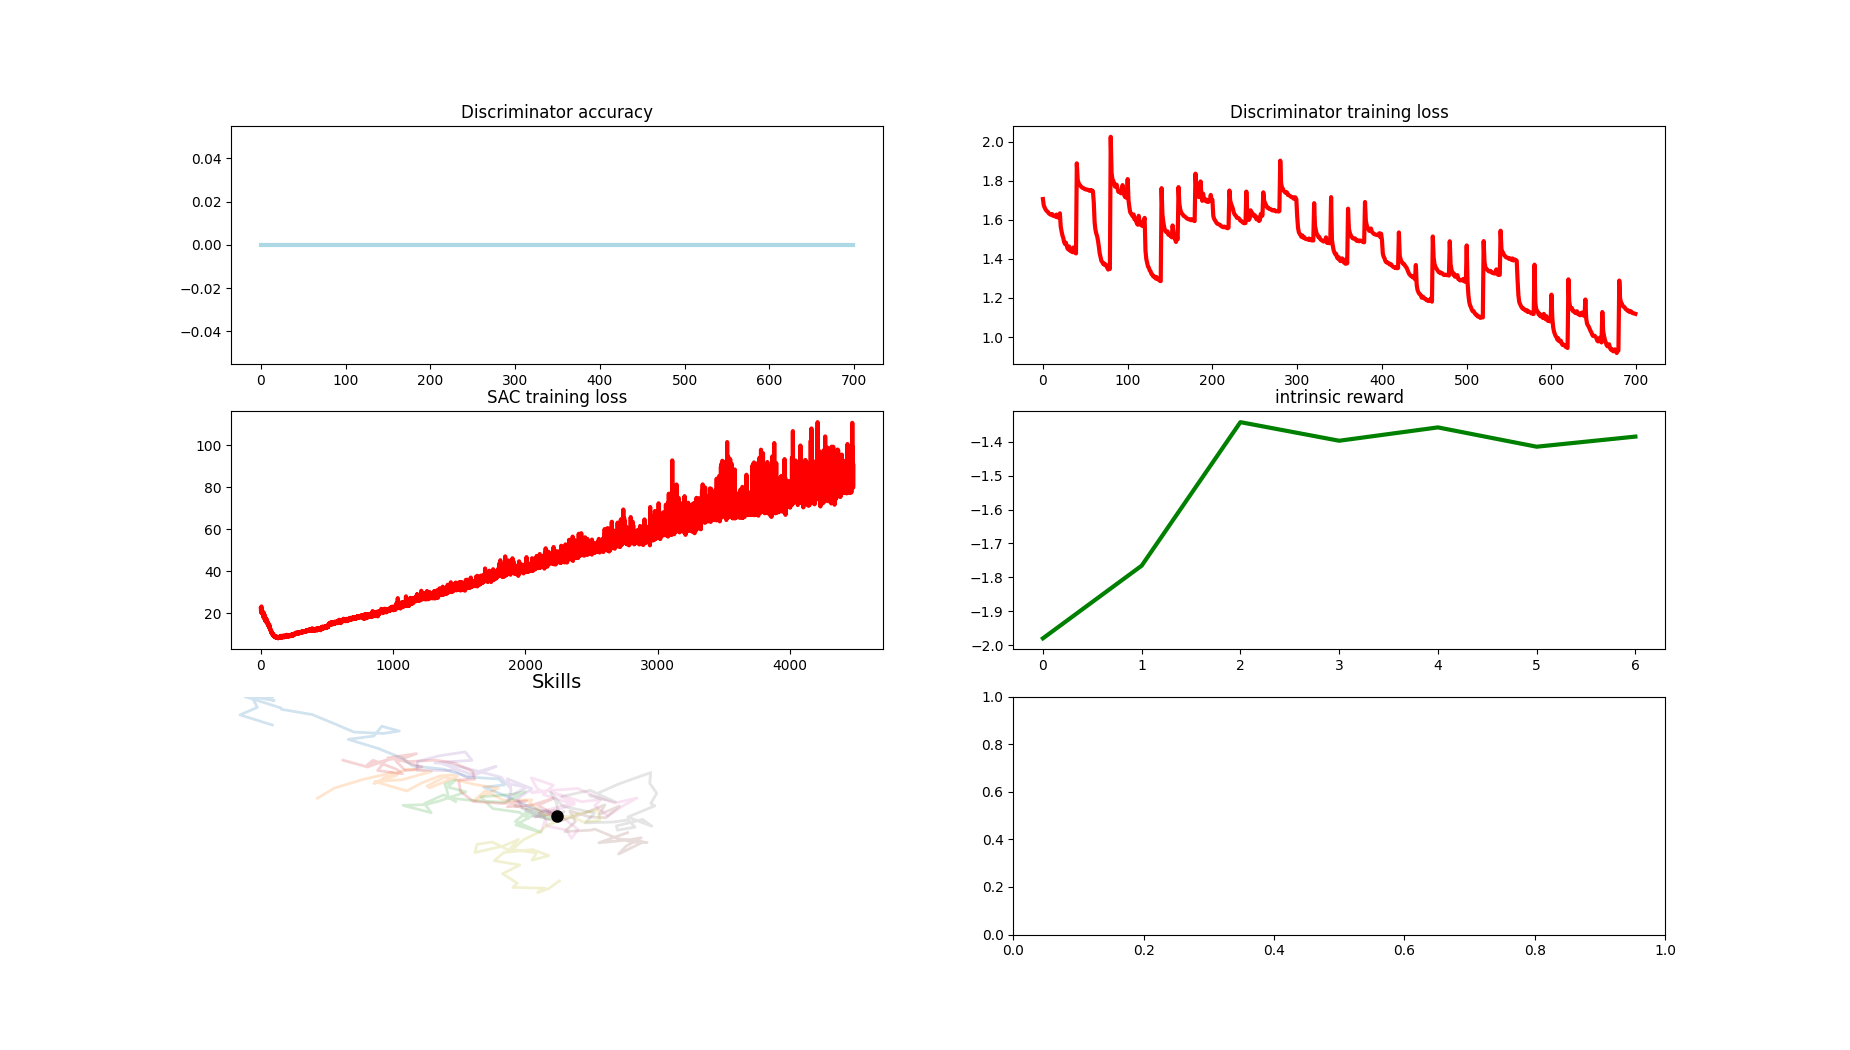 Discriminator accuracy
0.04
0.02
0.00
−0.02
−0.04
0 100 200 300 400 500 600 700
Discriminator training loss
2.0
1.8
1.6
1.4
1.2
1.0
0 100 200 300 400 500 600 700
SAC training loss
100
80
60
40
20
0 1000 2000 3000 4000
intrinsic reward
−1.4
−1.5
−1.6
−1.7
−1.8
−1.9
−2.0
0 1 2 3 4 5 6
Skills
1.0
0.8
0.6
0.4
0.2
0.0
0.0 0.2 0.4 0.6 0.8 1.0